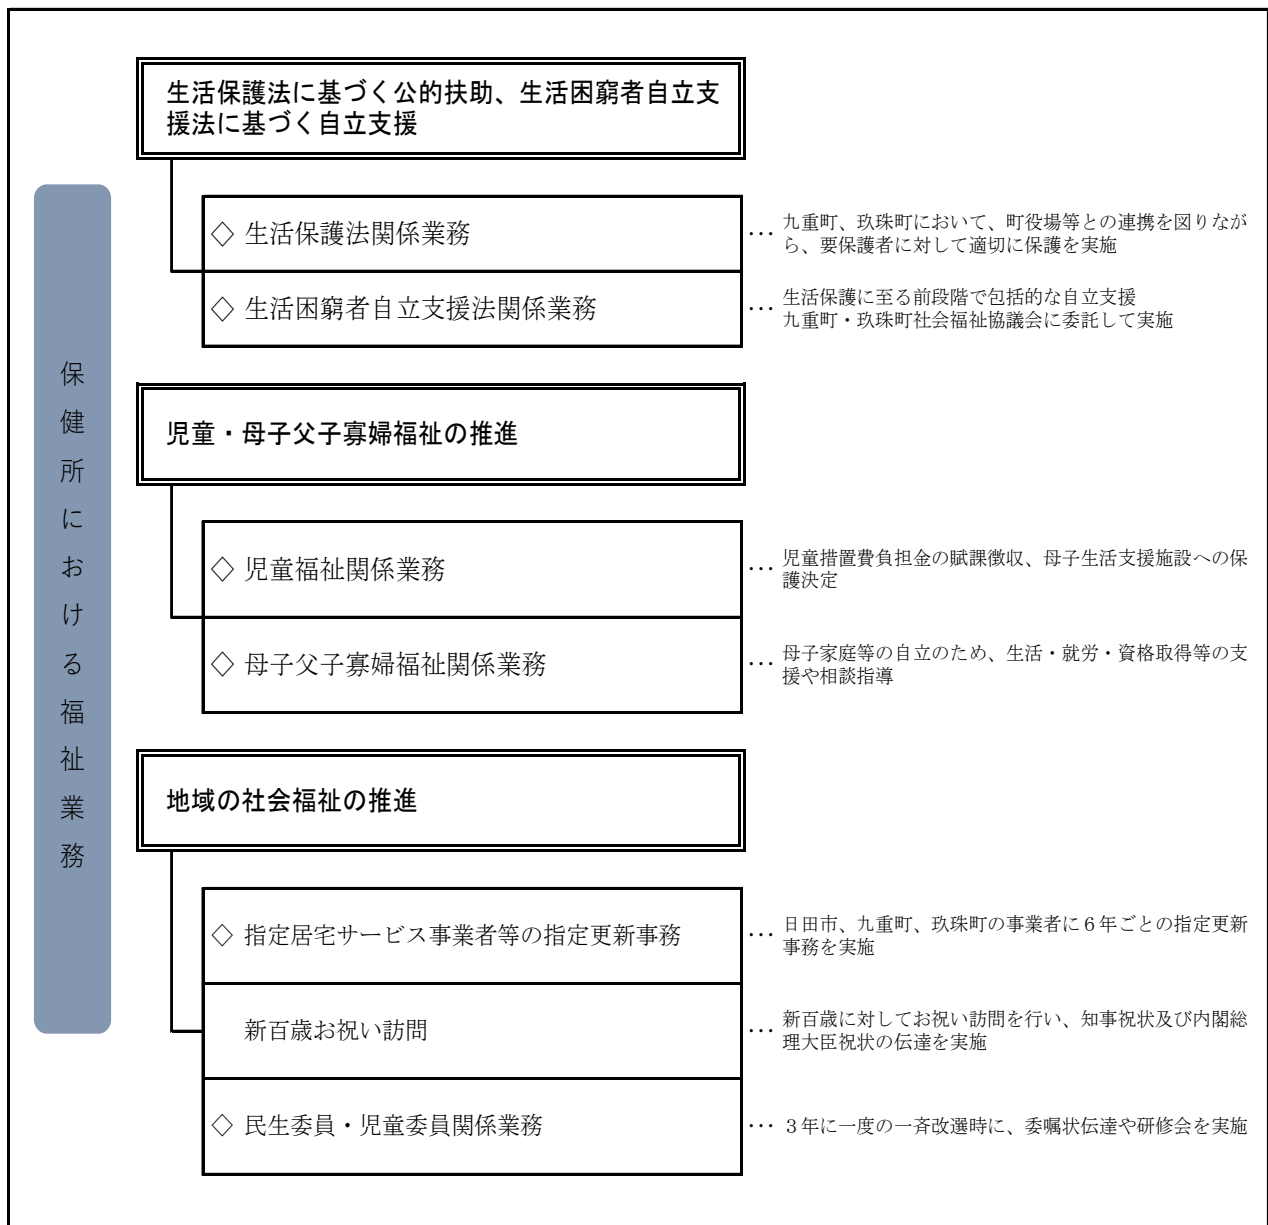 保健所における福祉業務
生活保護法に基づく公的扶助、生活困窮者自立支
援法に基づく自立支援
◇ 生活保護法関係業務
… 九重町、玖珠町において、町役場等との連携を図りなが
ら、要保護者に対して適切に保護を実施
◇ 生活困窮者自立支援法関係業務
… 生活保護に至る前段階で包括的な自立支援
九重町・玖珠町社会福祉協議会に委託して実施
児童・母子父子寡婦福祉の推進
◇ 児童福祉関係業務
… 児童措置費負担金の賦課徴収、母子生活支援施設への保
護決定
◇ 母子父子寡婦福祉関係業務
… 母子家庭等の自立のため、生活・就労・資格取得等の支
援や相談指導
地域の社会福祉の推進
◇ 指定居宅サービス事業者等の指定更新事務
… 日田市、九重町、玖珠町の事業者に６年ごとの指定更新
事務を実施
新百歳お祝い訪問
… 新百歳に対してお祝い訪問を行い、知事祝状及び内閣総
理大臣祝状の伝達を実施
◇ 民生委員・児童委員関係業務
… ３年に一度の一斉改選時に、委嘱状伝達や研修会を実施